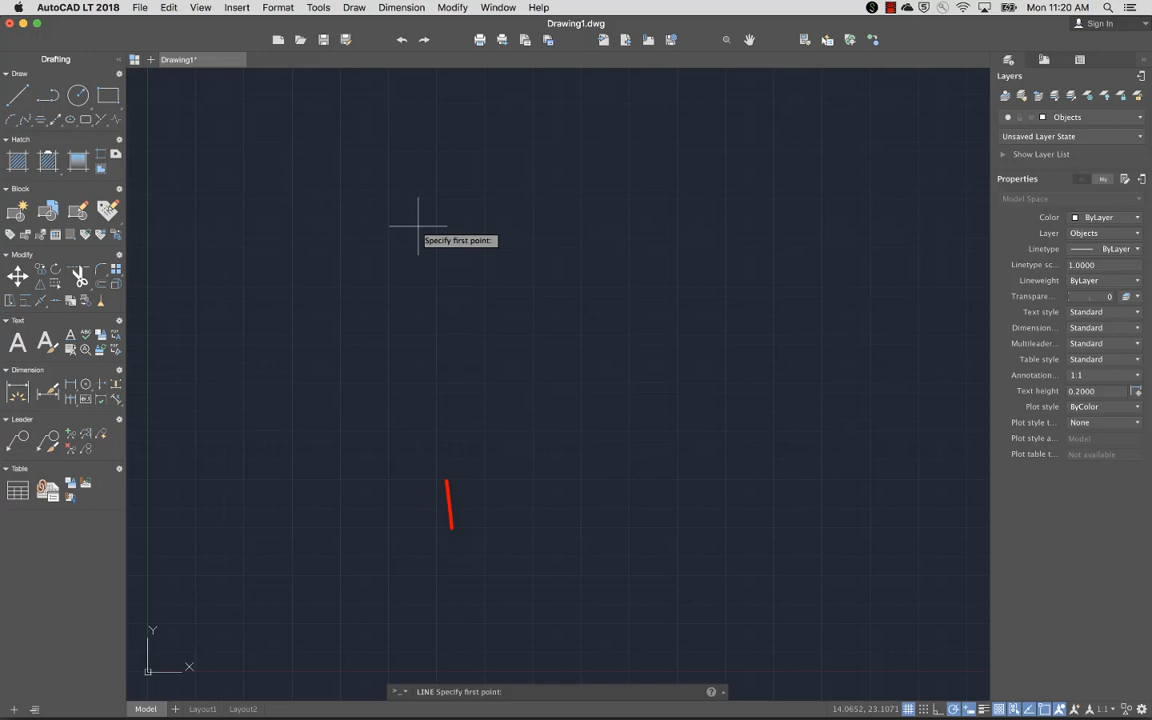 AutoCAD LT 2018 File Edit View Insert Format Tools Draw Dimension Modify Window Help Mon 11:20 AM
Drawing1.dwg
Sign In
Drafting
Drawing1*
Draw
Layers
Objects
Unsaved Layer State
Hatch
Show Layer List
Properties
Block
Model Space
Color ByLayer
Layer Objects
Specify first point:
Linetype ByLayer
Modify
Linetype sc... 1.0000
Lineweight ByLayer
Transpare... 0
Text style Standard
Text
Dimension... Standard
Multileader... Standard
Table style Standard
Dimension
Annotation... 1:1
Text height 0.2000
Plot style ByColor
Leader
Plot style t... None
Plot style a... Model
Plot table t... Not available
Table
Y
X
>_ LINE Specify first point:
Model Layout1 Layout2 14.0652, 23.1071 1:1